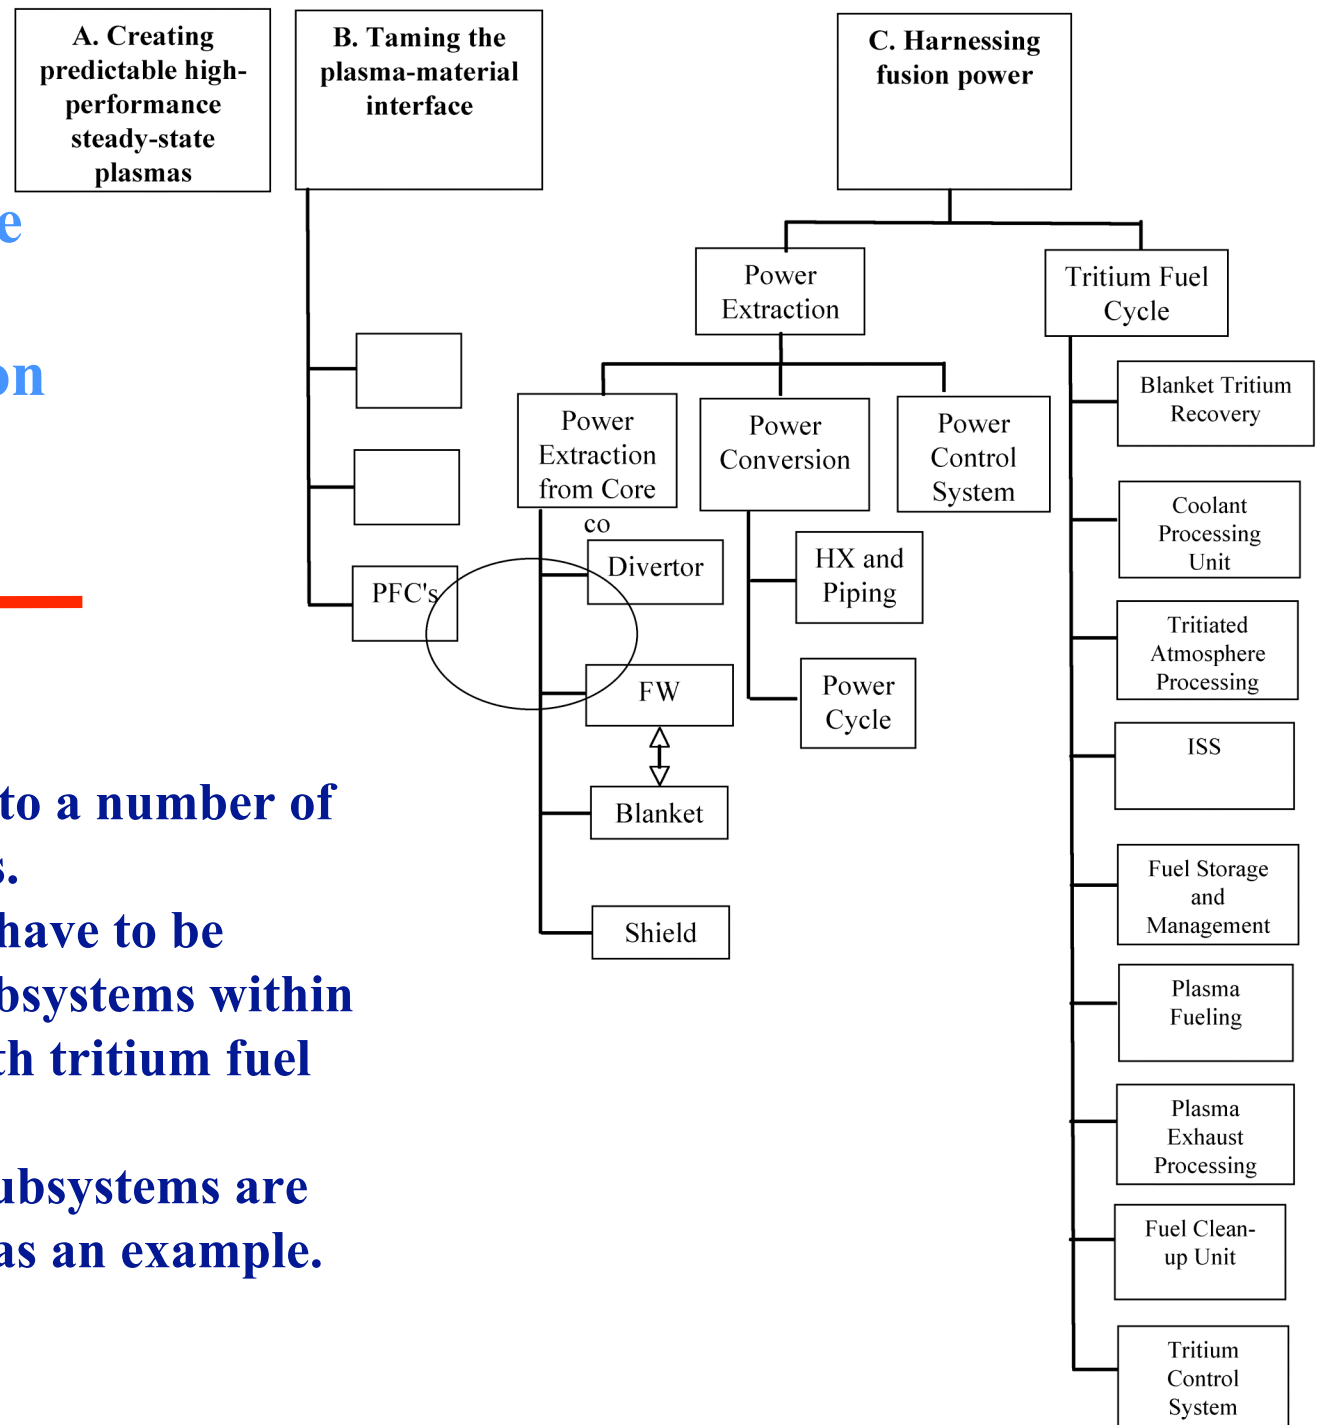 A. Creating
predictable high-
performance
steady-state
plasmas
B. Taming the
plasma-material
interface
C. Harnessing
fusion power
e
on
to a number of
s.
have to be
bsystems within
th tritium fuel
ubsystems are
as an example.
PFC's
Power
Extraction
Power
Extraction
from Core
co
Divertor
FW
Blanket
Shield
Power
Conversion
HX and
Piping
Power
Cycle
Power
Control
System
Tritium Fuel
Cycle
Blanket Tritium
Recovery
Coolant
Processing
Unit
Tritiated
Atmosphere
Processing
ISS
Fuel Storage
and
Management
Plasma
Fueling
Plasma
Exhaust
Processing
Fuel Clean-
up Unit
Tritium
Control
System